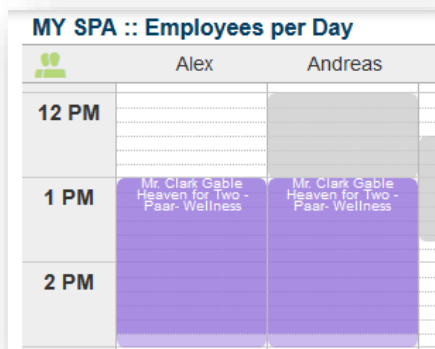 MY SPA :: Employees per Day
Alex Andreas
12 PM
Mr. Clark Gable
Heaven for Two -
Paar- Wellness
Mr. Clark Gable
Heaven for Two -
Paar- Wellness
1 PM
2 PM